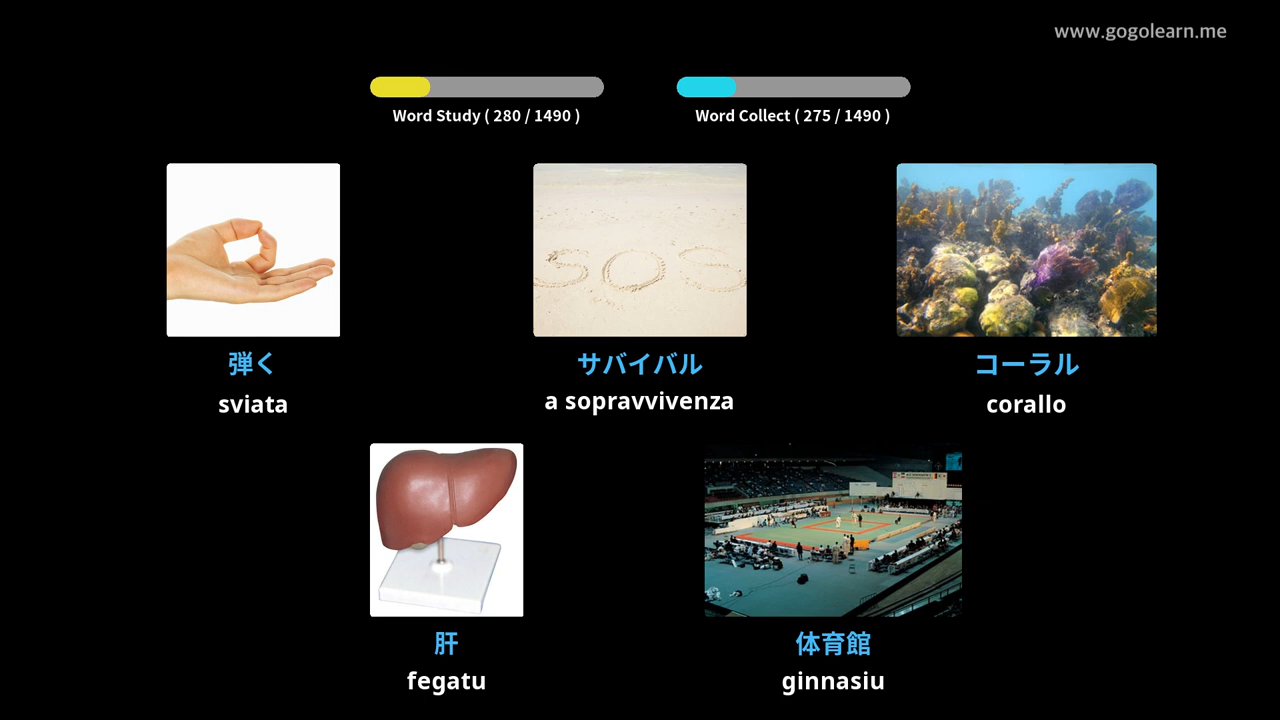 www.gogolearn.me
Word Study ( 280 / 1490 )
Word Collect ( 275 / 1490 )
SOS
弾く
sviata
サバイバル
a sopravvivenza
コーラル
corallo
肝
fegatu
体育館
ginnasiu